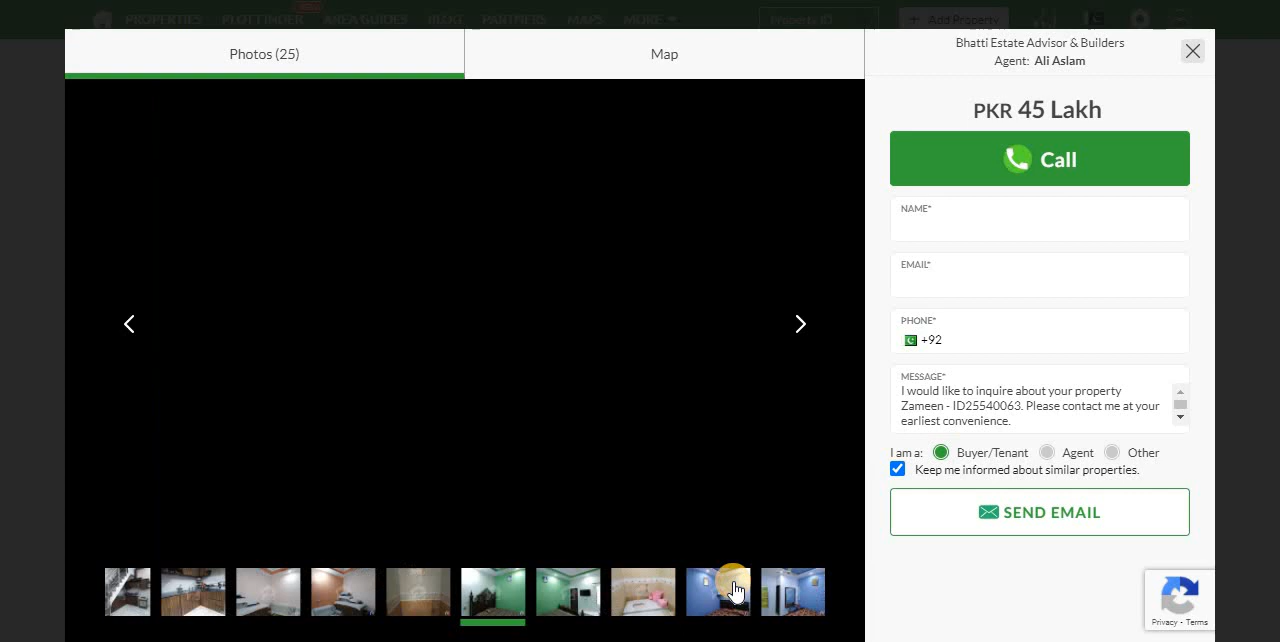 PROPERTIES PLOT FINDER AREA GUIDES BLOG PARTNERS MAPS MORE Property ID + Add Property
Photos (25)
Map
Bhatti Estate Advisor & Builders
Agent: Ali Aslam
PKR 45 Lakh
Call
NAME*
EMAIL*
PHONE*
+92
MESSAGE*
I would like to inquire about your property
Zameen - ID25540063. Please contact me at your
earliest convenience.
I am a: Buyer/Tenant Agent Other
Keep me informed about similar properties.
SEND EMAIL
Privacy - Terms